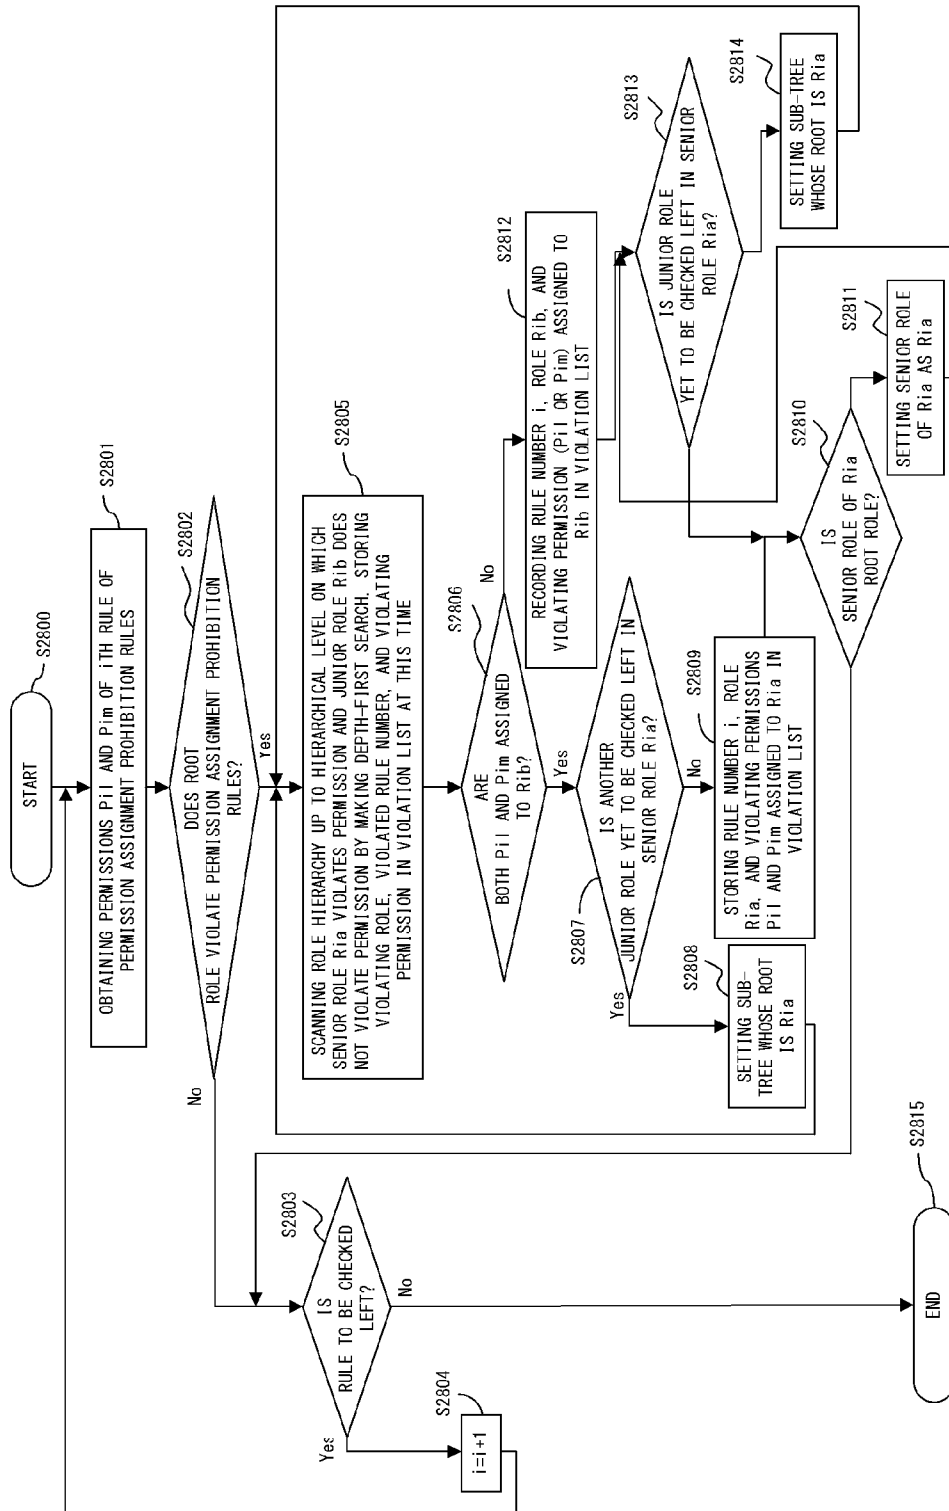 START
S2800
OBTAINING PERMISSIONS Pil AND Pim OF iTH RULE OF
PERMISSION ASSIGNMENT PROHIBITION RULES
S2801
DOES ROOT
ROLE VIOLATE PERMISSION ASSIGNMENT PROHIBITION
RULES?
S2802
No
Yes
IS
RULE TO BE CHECKED
LEFT?
S2803
Yes
No
i=i+1
S2804
SCANNING ROLE HIERARCHY UP TO HIERARCHICAL LEVEL ON WHICH
SENIOR ROLE Ria VIOLATES PERMISSION AND JUNIOR ROLE Rib DOES
NOT VIOLATE PERMISSION BY MAKING DEPTH-FIRST SEARCH, STORING
VIOLATING ROLE, VIOLATED RULE NUMBER, AND VIOLATING
PERMISSION IN VIOLATION LIST AT THIS TIME
S2805
ARE
BOTH Pil AND Pim ASSIGNED
TO Rib?
S2806
No
Yes
IS ANOTHER
JUNIOR ROLE YET TO BE CHECKED LEFT IN
SENIOR ROLE Ria?
S2807
Yes
No
SETTING SUB-
TREE WHOSE ROOT
IS Ria
S2808
STORING RULE NUMBER i, ROLE
Ria, AND VIOLATING PERMISSIONS
Pil AND Pim ASSIGNED TO Ria IN
VIOLATION LIST
S2809
IS
SENIOR ROLE OF Ria
ROOT ROLE?
S2810
SETTING SENIOR ROLE
OF Ria AS Ria
S2811
RECORDING RULE NUMBER i, ROLE Rib, AND
VIOLATING PERMISSION (Pil OR Pim) ASSIGNED TO
Rib IN VIOLATION LIST
S2812
IS JUNIOR ROLE
YET TO BE CHECKED LEFT IN SENIOR
ROLE Ria?
S2813
SETTING SUB-TREE
WHOSE ROOT IS Ria
S2814
END
S2815